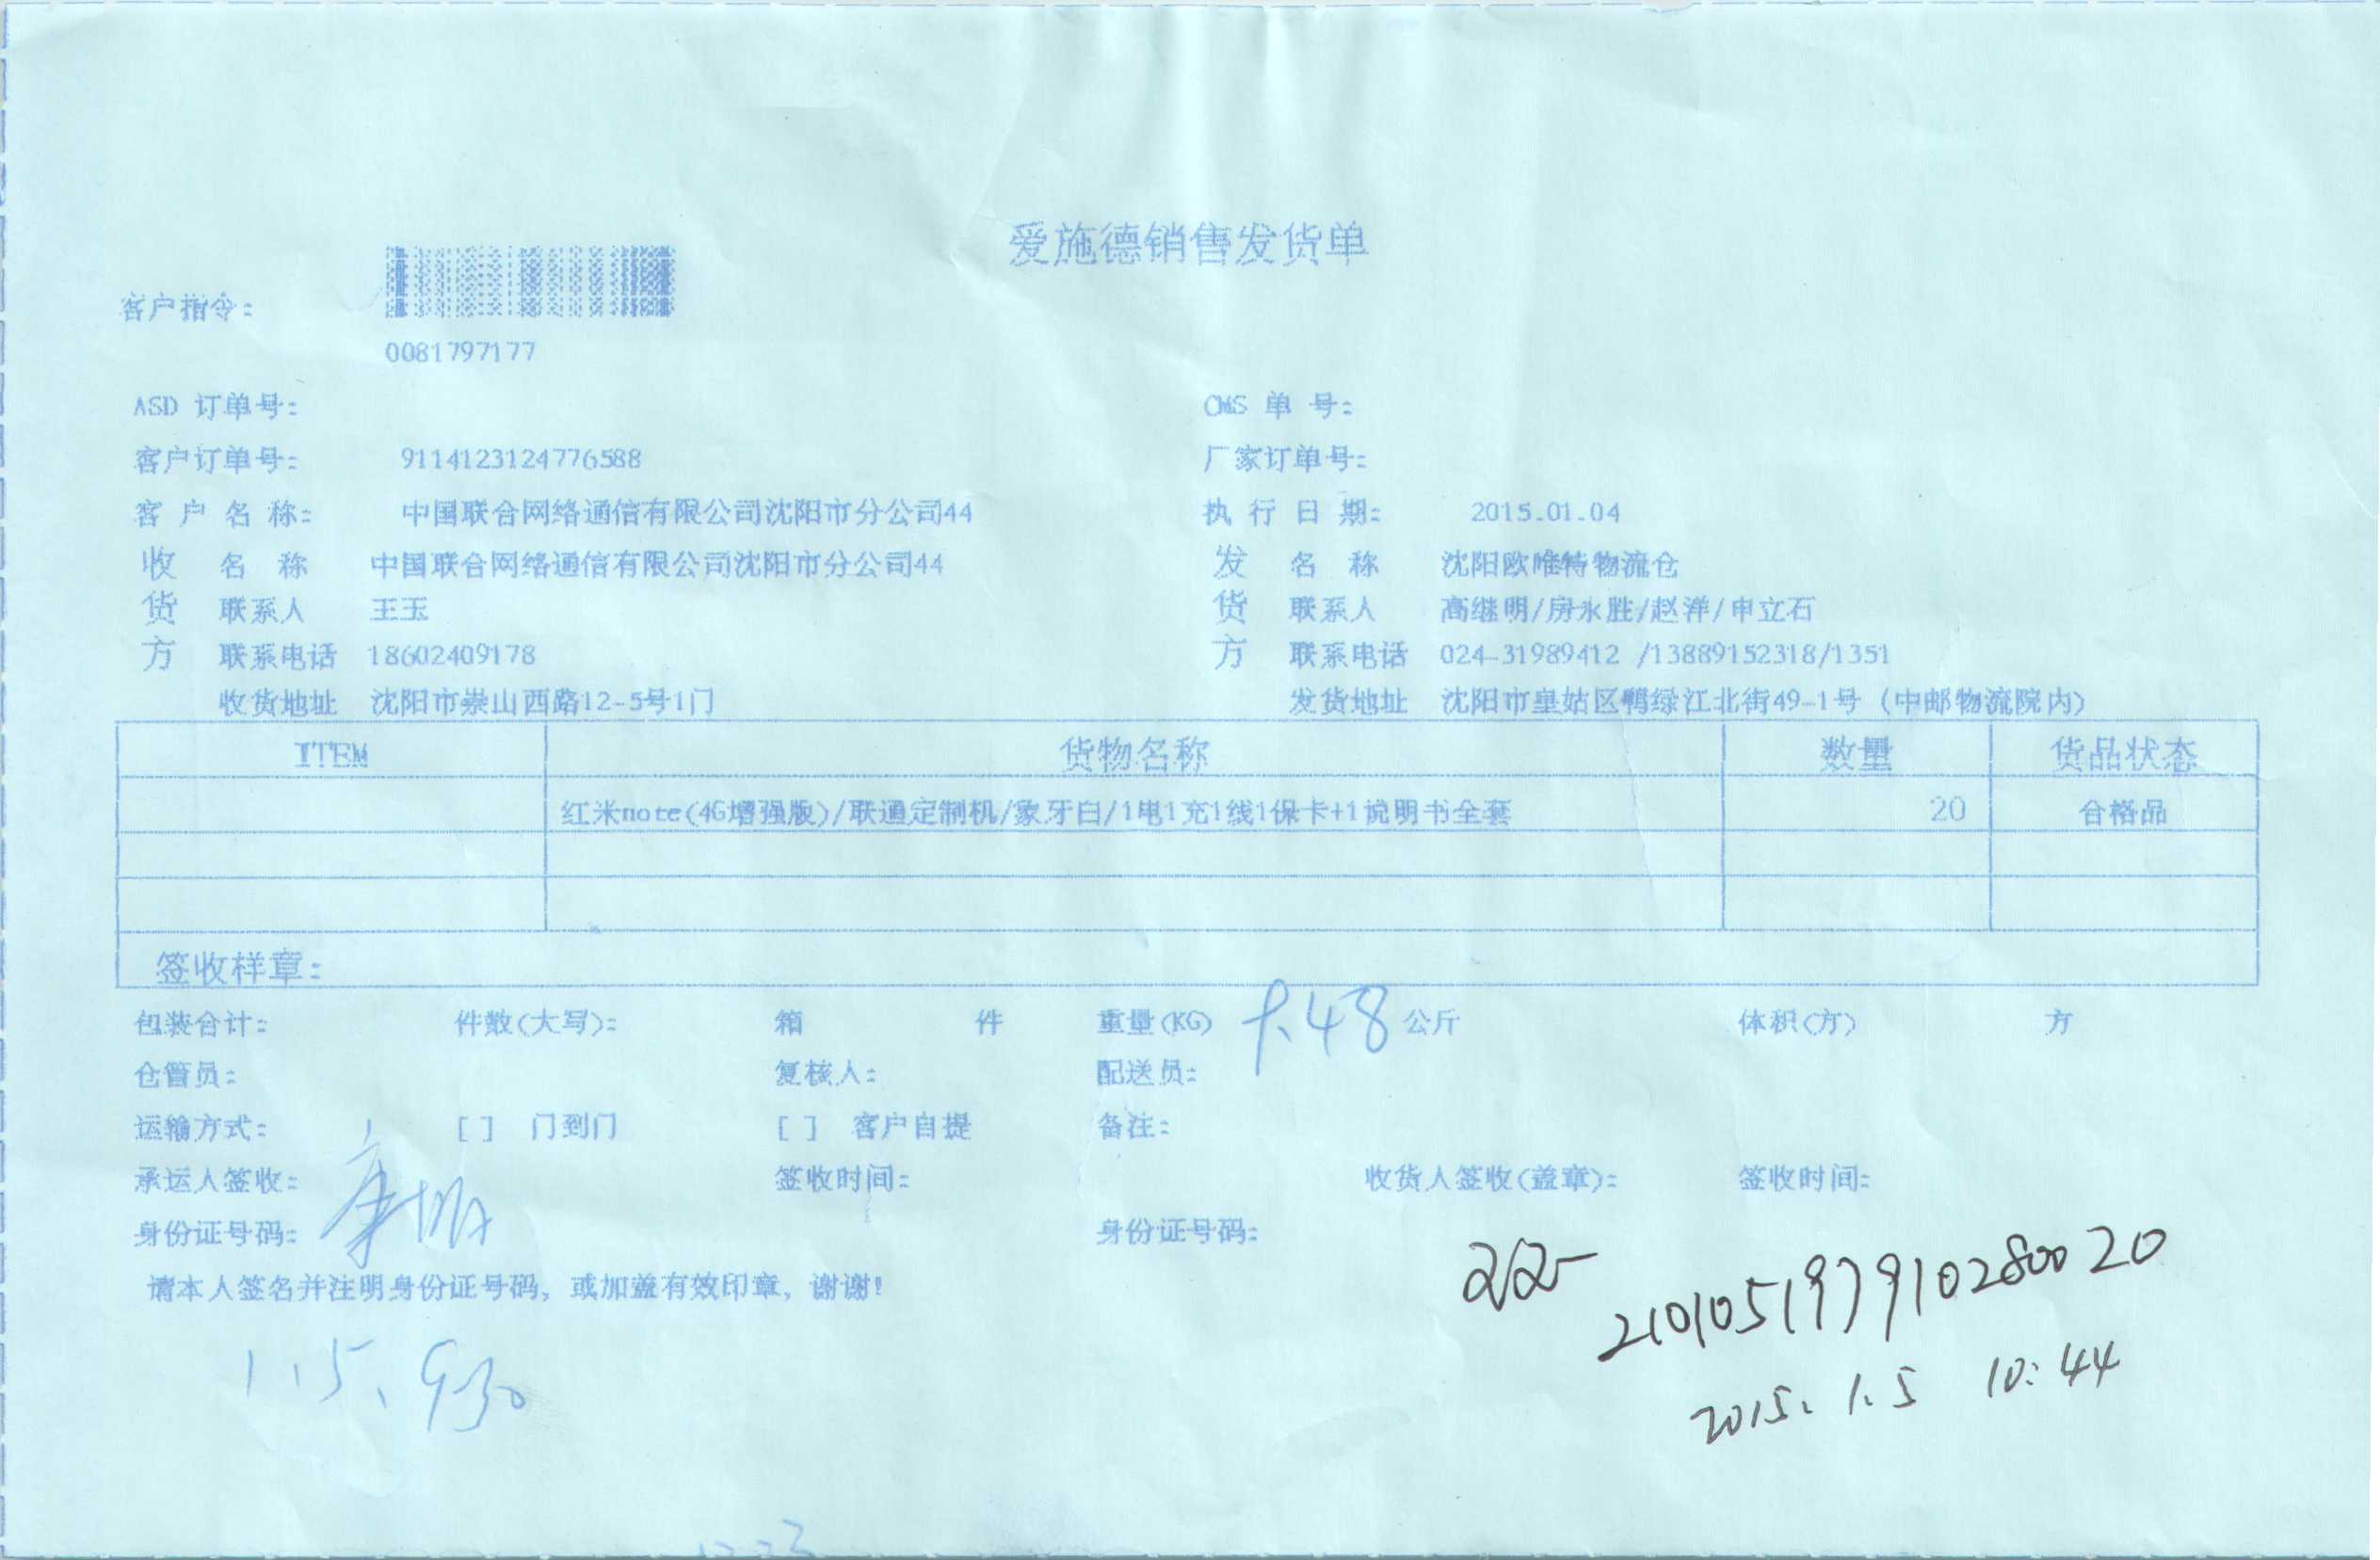 爱施德销售发货单
客户指令:
0081797177
ASD 订单号: OMS 单 号:
客户订单号: 9114123124776588 厂家订单号:
客 户 名 称: 中国联合网络通信有限公司沈阳市分公司44 执 行 日 期: 2015.01.04
收 名 称 中国联合网络通信有限公司沈阳市分公司44 发 名 称 沈阳欧唯特物流仓
货 联系人 王玉 货 联系人 高继明/房永胜/赵洋/申立石
方 联系电话 18602409178 方 联系电话 024-31989412 /13889152318/1351
收货地址 沈阳市崇山西路12-5号1门 发货地址 沈阳市皇姑区鸭绿江北街49-1号 (中邮物流院内)
ITEM 货物名称 数量 货品状态
红米note(4G增强版)/联通定制机/象牙白/1电1充1线1保卡+1说明书全套 20 合格品
签收样章:
包装合计: 件数(大写): 箱 件 重量(KG) 9.48 公斤 体积(方) 方
仓管员: 复核人: 配送员:
运输方式: [ ] 门到门 [ ] 客户自提 备注:
承运人签收: 签收时间: 收货人签收(盖章): 签收时间:
身份证号码: 身份证号码:
请本人签名并注明身份证号码, 或加盖有效印章, 谢谢!
210105197910280020
1.5、930
2015.1.5 10:44